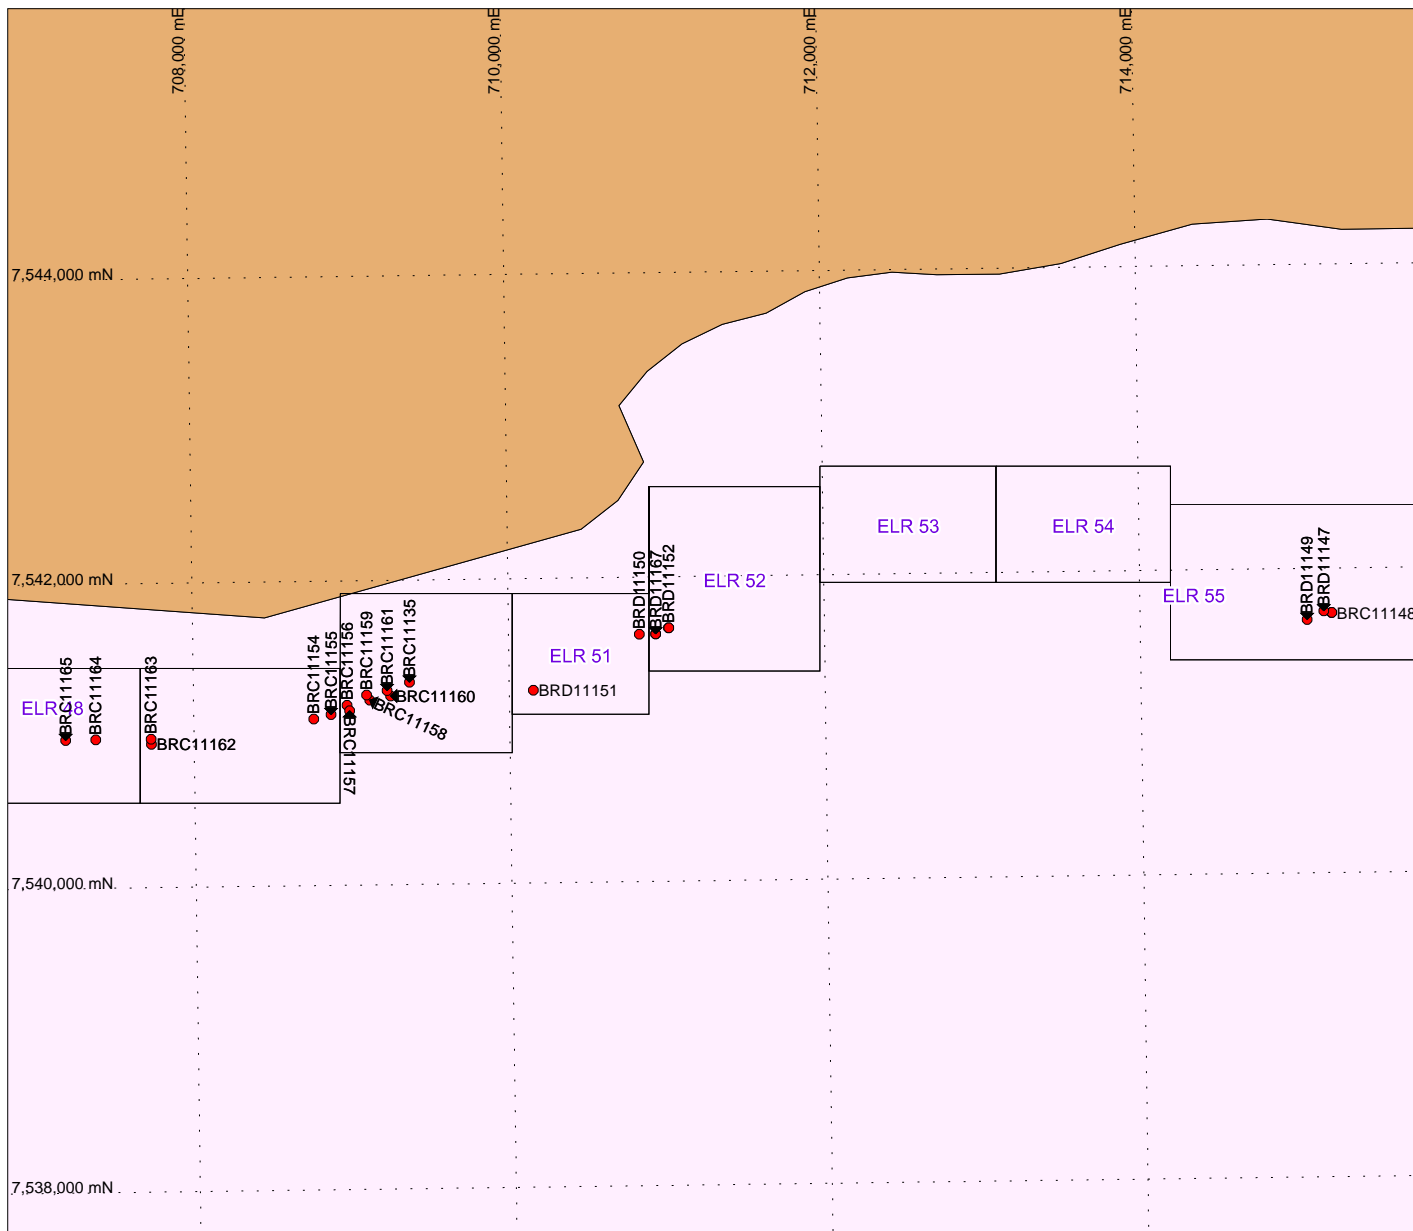 708,000 mE
710,000 mE
712,000 mE
714,000 mE
7,544,000 mN
7,542,000 mN
7,540,000 mN
7,538,000 mN
ELR 48
ELR 51
ELR 52
ELR 53
ELR 54
ELR 55
BRC11165
BRC11164
BRC11163
BRC11162
BRC11154
BRC11155
BRC11156
BRC11157
BRC11159
BRC11158
BRC11161
BRC11160
BRC11135
BRD11151
BRD11150
BRD11167
BRD11152
BRD11149
BRD11147
BRC11148